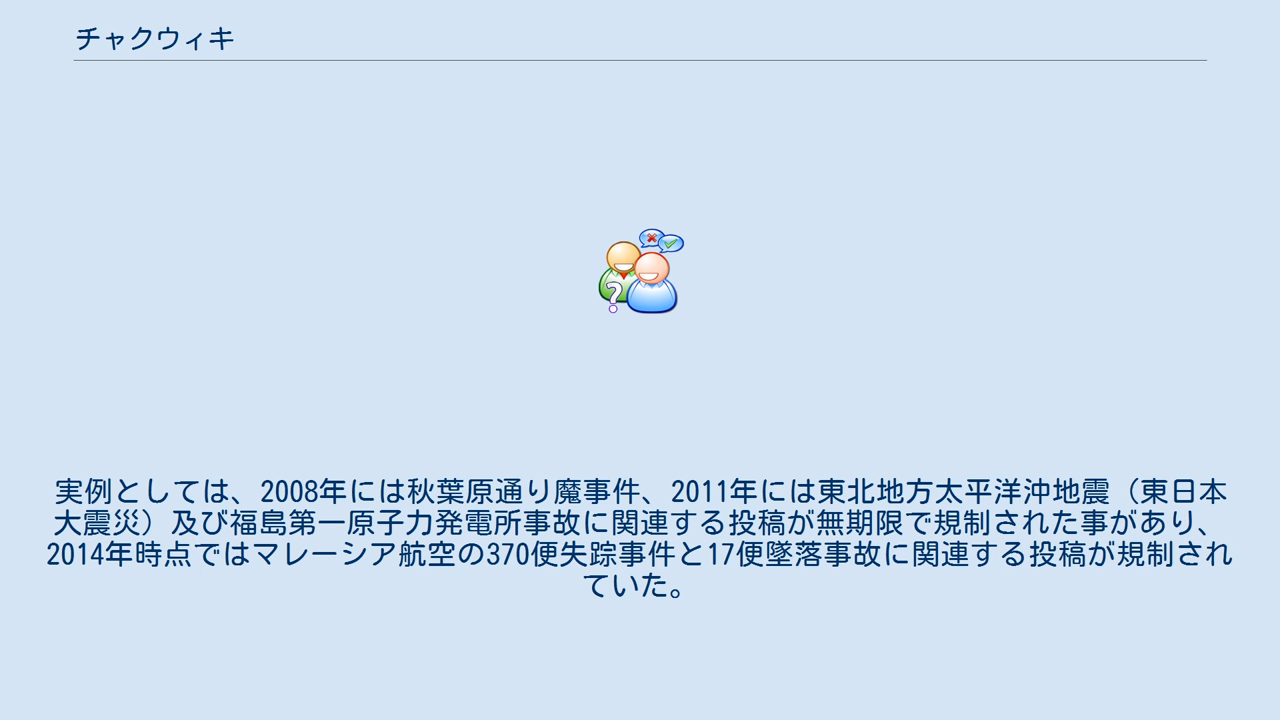 チャクウィキ
実例としては、2008年には秋葉原通り魔事件、2011年には東北地方太平洋沖地震（東日本
大震災）及び福島第一原子力発電所事故に関連する投稿が無期限で規制された事があり、
2014年時点ではマレーシア航空の370便失踪事件と17便墜落事故に関連する投稿が規制され
ていた。